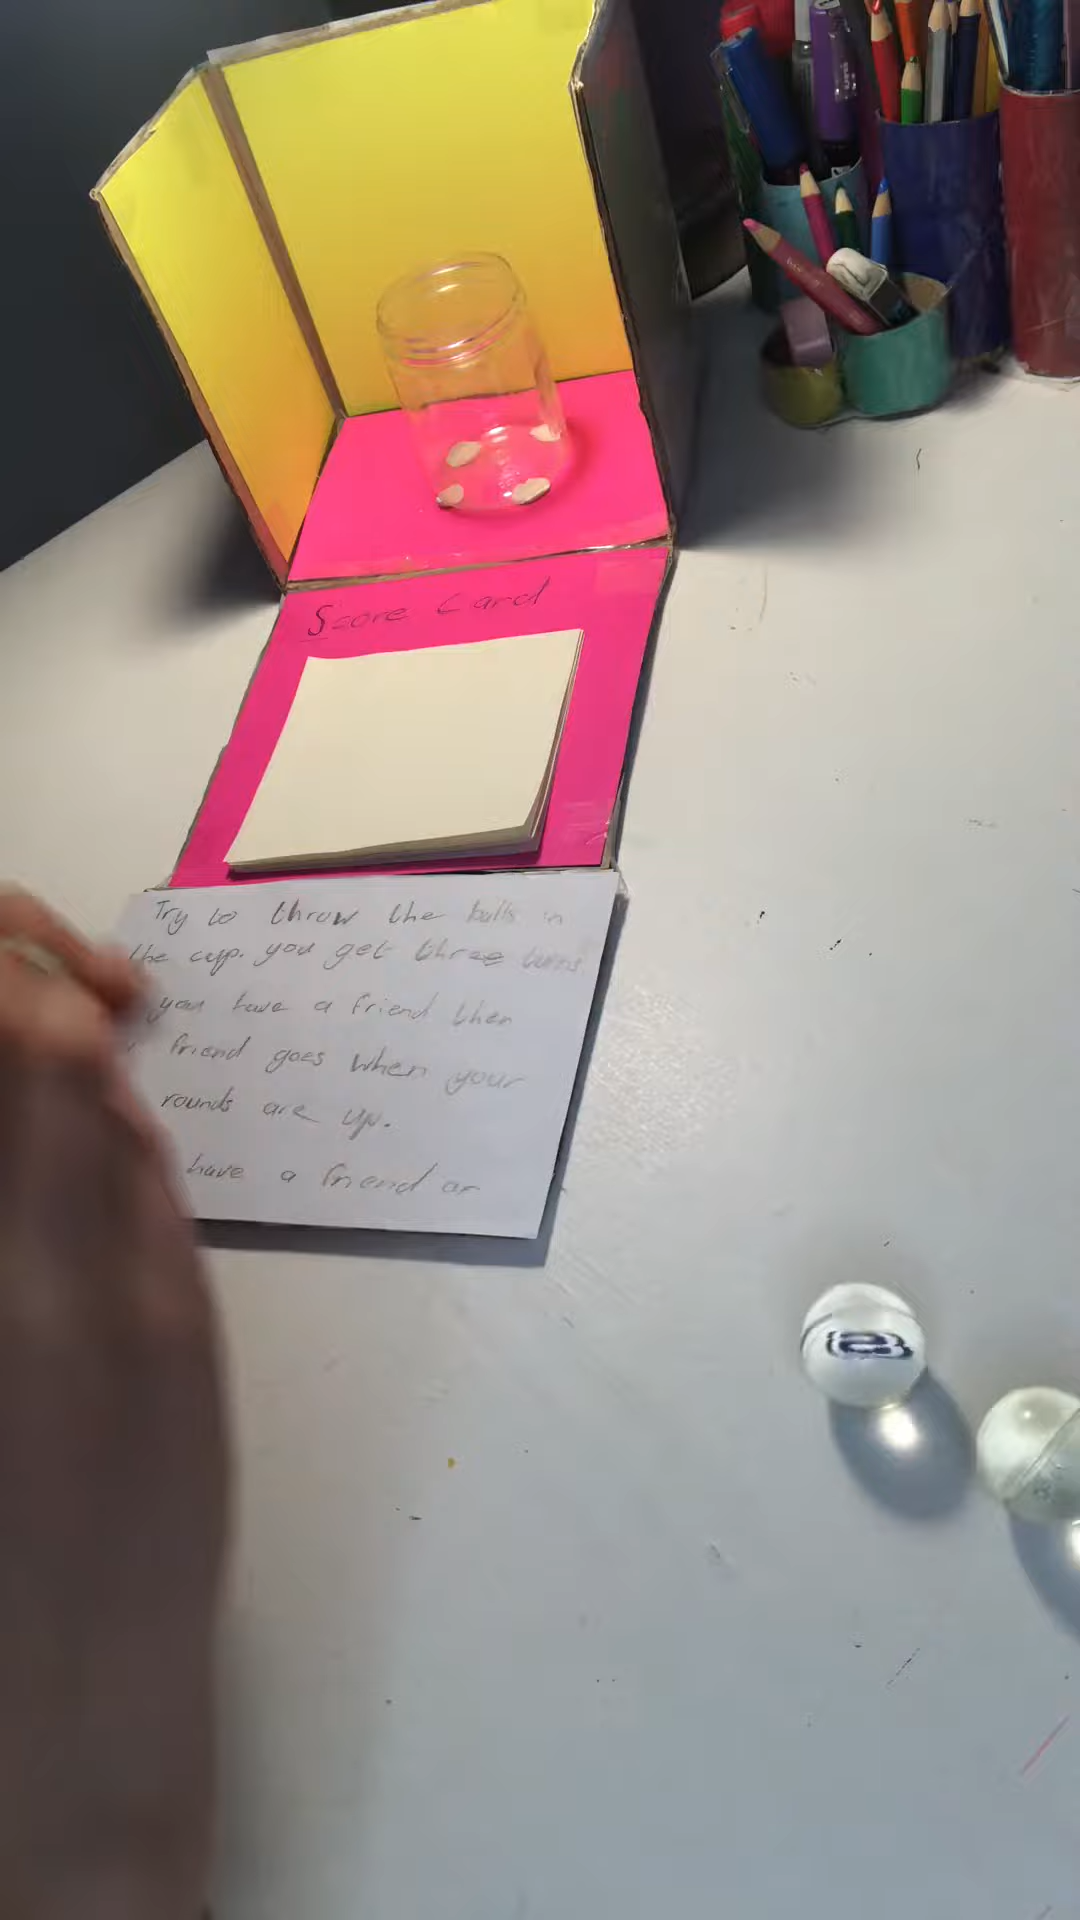 Score Card
Try to throw the balls in
the cup. you get three turns.
you have a friend then
friend goes when your
rounds are up.
have a friend or